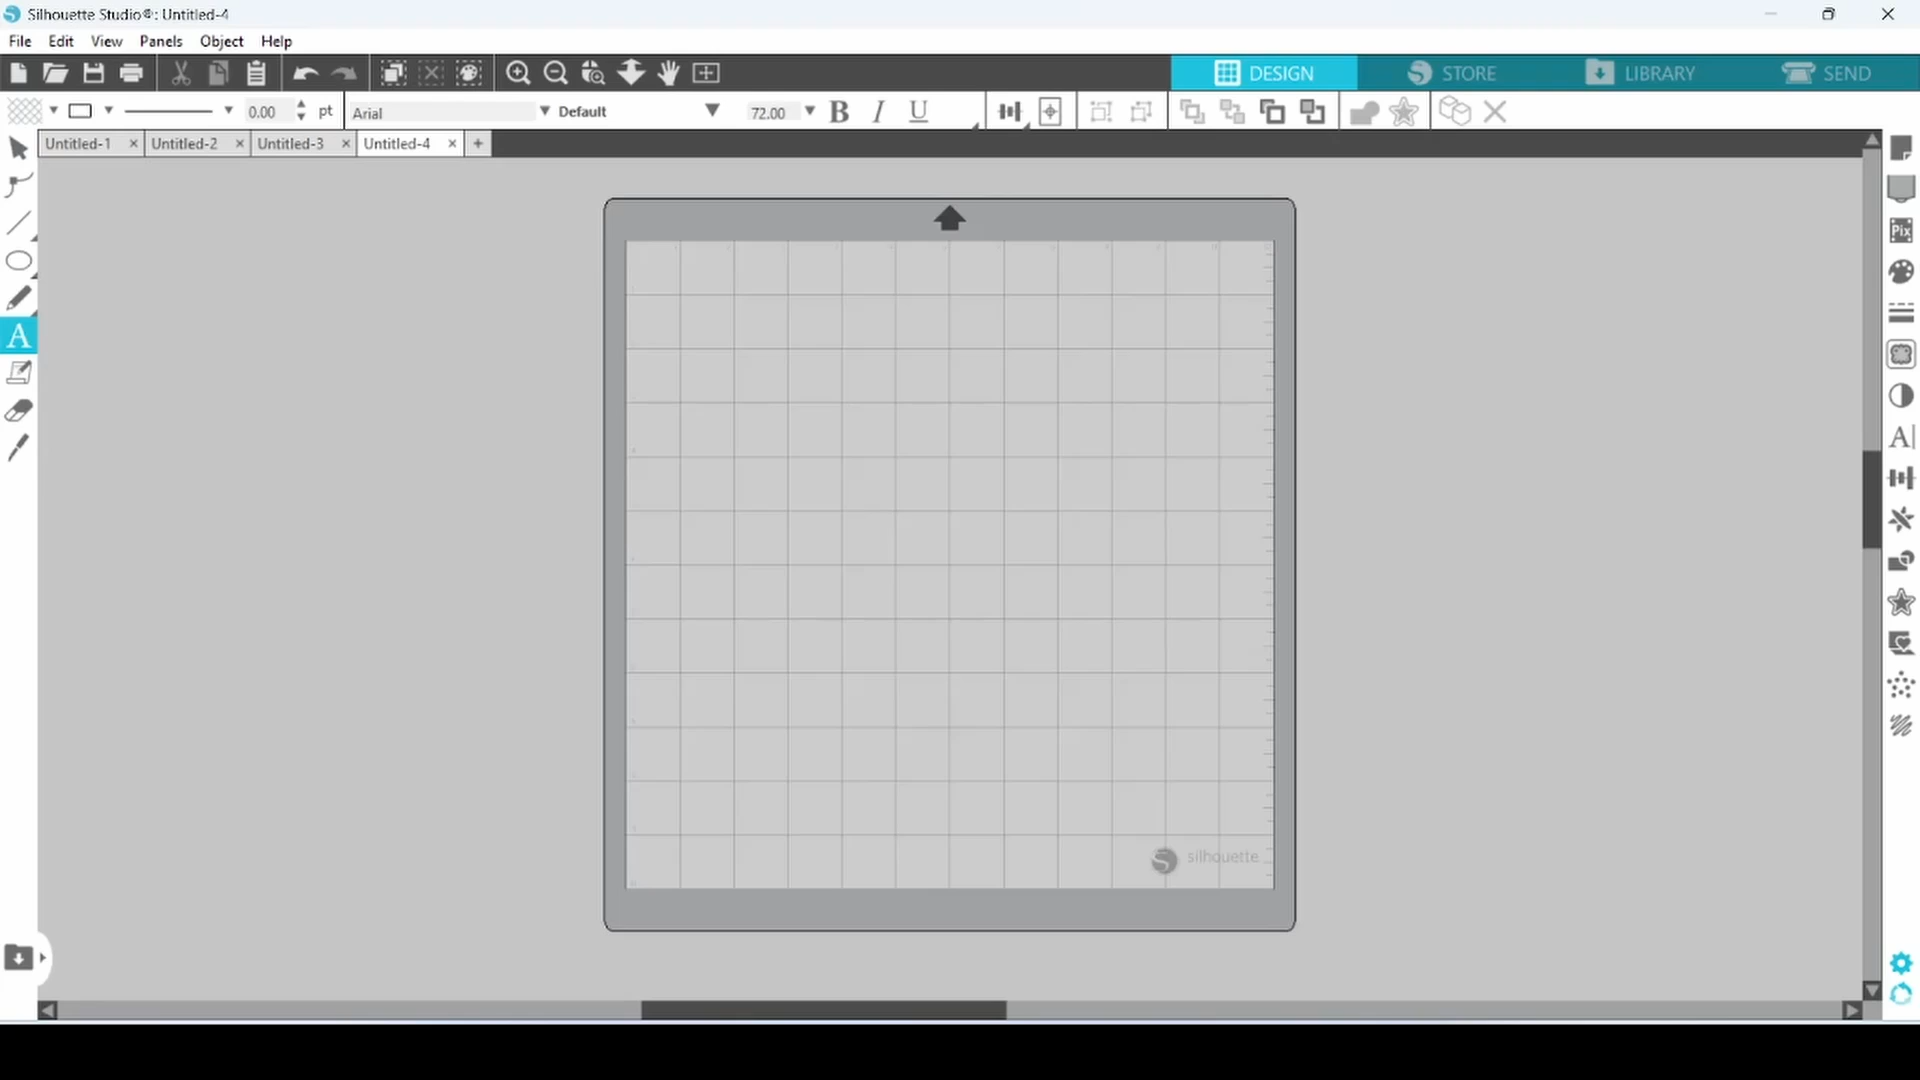 Silhouette Studio®: Untitled-4
File Edit View Panels Object Help
DESIGN STORE LIBRARY SEND
0.00 pt Arial Default 72.00 B I U
Untitled-1 Untitled-2 Untitled-3 Untitled-4
Pix
A
A
silhouette